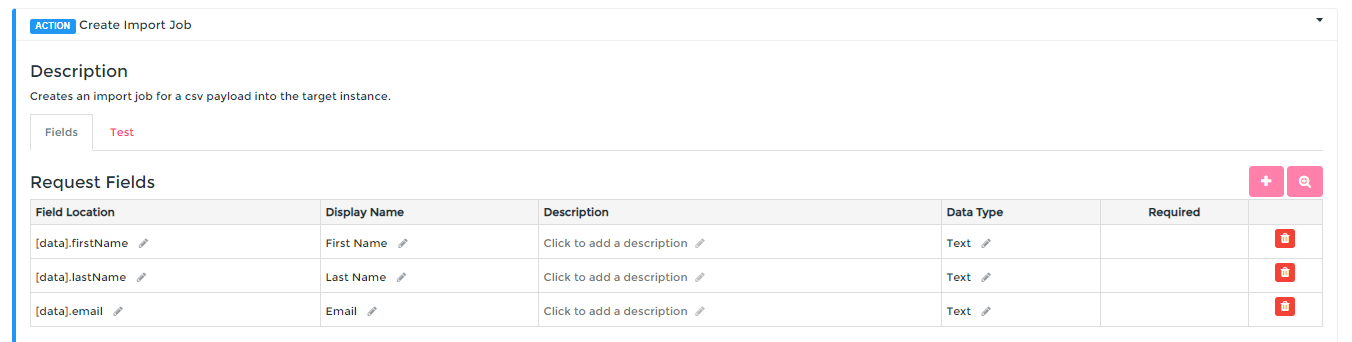 ACTION Create Import Job
Description
Creates an import job for a csv payload into the target instance.
Fields Test
Request Fields
Field Location Display Name Description Data Type Required
[data].firstName First Name Click to add a description Text
[data].lastName Last Name Click to add a description Text
[data].email Email Click to add a description Text